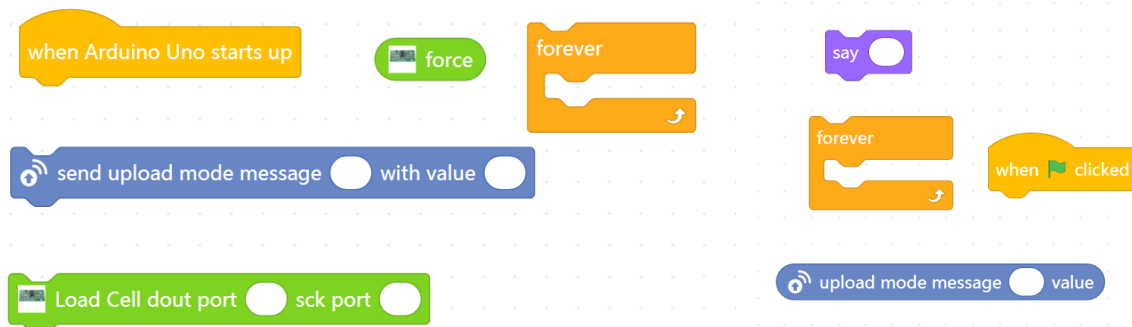 when Arduino Uno starts up
force
forever
send upload mode message with value
Load Cell dout port sck port
say
forever
when clicked
upload mode message value